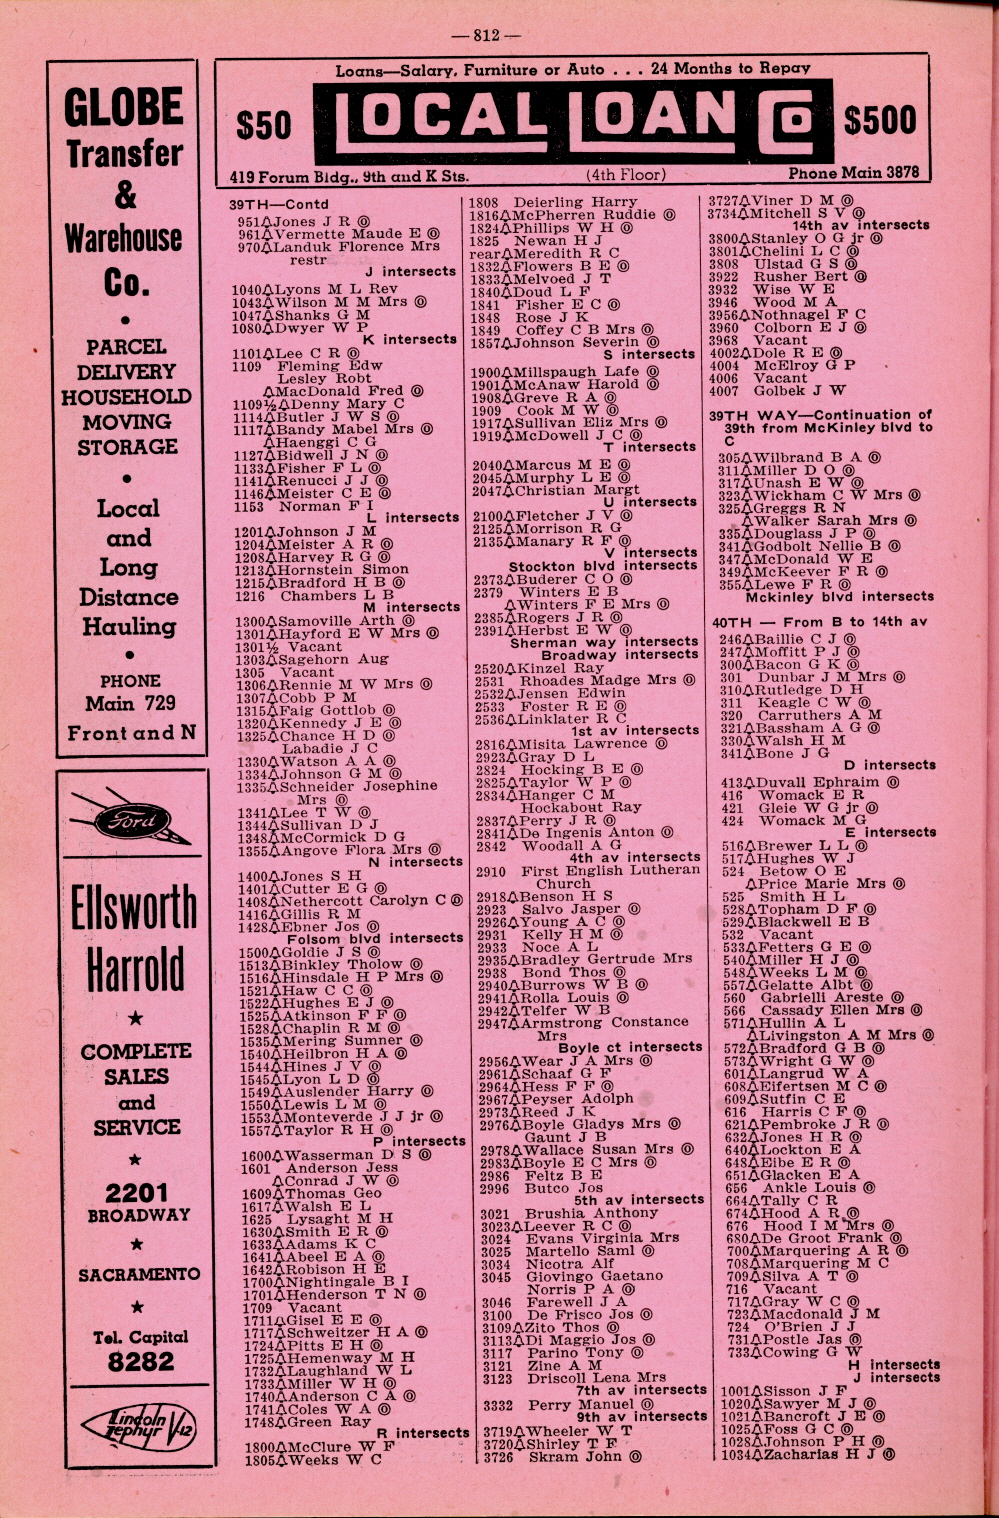 — 812 —
GLOBE
Transfer
&
Warehouse
Co.
•
PARCEL
DELIVERY
HOUSEHOLD
MOVING
STORAGE
•
Local
and
Long
Distance
Hauling
•
PHONE
Main 729
Front and N
Ford
Ellsworth
Harrold
★
COMPLETE
SALES
and
SERVICE
★
2201
BROADWAY
★
SACRAMENTO
★
Tel. Capital
8282
Lincoln
Zephyr V-12
Loans—Salary, Furniture or Auto . . . 24 Months to Repay
$50 LOCAL LOAN CO $500
419 Forum Bldg., 9th and K Sts. (4th Floor) Phone Main 3878
39TH—Contd
951△Jones J R ⓞ
961△Vermette Maude E ⓞ
970△Landuk Florence Mrs
restr
J intersects
1040△Lyons M L Rev
1043△Wilson M M Mrs ⓞ
1047△Shanks G M
1080△Dwyer W P
K intersects
1101△Lee C R ⓞ
1109 Fleming Edw
Lesley Robt
△MacDonald Fred ⓞ
1109½△Denny Mary C
1114△Butler J W S ⓞ
1117△Bandy Mabel Mrs ⓞ
△Haenggi C G
1127△Bidwell J N ⓞ
1133△Fisher F L ⓞ
1141△Renucci J J ⓞ
1146△Meister C E ⓞ
1153 Norman F I
L intersects
1201△Johnson J M
1204△Meister A R ⓞ
1208△Harvey R G ⓞ
1213△Hornstein Simon
1215△Bradford H B ⓞ
1216 Chambers L B
M intersects
1300△Samoville Arth ⓞ
1301△Hayford E W Mrs ⓞ
1301½ Vacant
1303△Sagehorn Aug
1305 Vacant
1306△Rennie M W Mrs ⓞ
1307△Cobb P M
1315△Faig Gottlob ⓞ
1320△Kennedy J E ⓞ
1325△Chance H D ⓞ
Labadie J C
1330△Watson A A ⓞ
1334△Johnson G M ⓞ
1335△Schneider Josephine
Mrs ⓞ
1341△Lee T W ⓞ
1344△Sullivan D J
1348△McCormick D G
1355△Angove Flora Mrs ⓞ
N intersects
1400△Jones S H
1401△Cutter E G ⓞ
1408△Nethercott Carolyn C ⓞ
1416△Gillis R M
1428△Ebner Jos ⓞ
Folsom blvd intersects
1500△Goldie J S ⓞ
1513△Binkley Tholow ⓞ
1516△Hinsdale H P Mrs ⓞ
1521△Haw C C ⓞ
1522△Hughes E J ⓞ
1525△Atkinson F F ⓞ
1528△Chaplin R M ⓞ
1535△Mering Sumner ⓞ
1540△Heilbron H A ⓞ
1544△Hines J V ⓞ
1545△Lyon L D ⓞ
1549△Auslender Harry ⓞ
1550△Lewis L M ⓞ
1553△Monteverde J J jr ⓞ
1557△Taylor R H ⓞ
P intersects
1600△Wasserman D S ⓞ
1601 Anderson Jess
△Conrad J W ⓞ
1609△Thomas Geo
1617△Walsh E L
1625 Lysaght M H
1630△Smith E R ⓞ
1633△Adams K C
1641△Abeel E A ⓞ
1642△Robison H E
1700△Nightingale B I
1701△Henderson T N ⓞ
1709 Vacant
1711△Gisel E E ⓞ
1717△Schweitzer H A ⓞ
1724△Pitts E H ⓞ
1725△Hemenway M H
1732△Laughland W L
1733△Miller W H ⓞ
1740△Anderson C A ⓞ
1741△Coles W A ⓞ
1748△Green Ray
R intersects
1800△McClure W F
1805△Weeks W C
1808 Deierling Harry
1816△McPherren Ruddie ⓞ
1824△Phillips W H ⓞ
1825 Newan H J
rear△Meredith R C
1832△Flowers B E ⓞ
1833△Melvoed J T
1840△Doud L F
1841 Fisher E C ⓞ
1848 Rose J K
1849 Coffey C B Mrs ⓞ
1857△Johnson Severin ⓞ
S intersects
1900△Millspaugh Lafe ⓞ
1901△McAnaw Harold ⓞ
1908△Greve R A ⓞ
1909 Cook M W ⓞ
1917△Sullivan Eliz Mrs ⓞ
1919△McDowell J C ⓞ
T intersects
2040△Marcus M E ⓞ
2045△Murphy L E ⓞ
2047△Christian Margt
U intersects
2100△Fletcher J V ⓞ
2125△Morrison R G
2135△Manary R F ⓞ
V intersects
Stockton blvd intersects
2373△Buderer C O ⓞ
2379 Winters E B
△Winters F E Mrs ⓞ
2385△Rogers J R ⓞ
2391△Herbst E W ⓞ
Sherman way intersects
Broadway intersects
2520△Kinzel Ray
2531 Rhoades Madge Mrs ⓞ
2532△Jensen Edwin
2533 Foster R E ⓞ
2536△Linklater R C
1st av intersects
2816△Misita Lawrence ⓞ
2923△Gray D L
2824 Hocking B E ⓞ
2825△Taylor W P ⓞ
2834△Hanger C M
Hockabout Ray
2837△Perry J R ⓞ
2841△De Ingenis Anton ⓞ
2842 Woodall A G
4th av intersects
2910 First English Lutheran
Church
2918△Benson H S
2923 Salvo Jasper ⓞ
2926△Young A C ⓞ
2931 Kelly H M ⓞ
2933 Noce A L
2935△Bradley Gertrude Mrs
2938 Bond Thos ⓞ
2940△Burrows W B ⓞ
2941△Rolla Louis ⓞ
2942△Telfer W B
2947△Armstrong Constance
Mrs
Boyle ct intersects
2956△Wear J A Mrs ⓞ
2961△Schaaf G F
2964△Hess F F ⓞ
2967△Peyser Adolph
2973△Reed J K
2976△Boyle Gladys Mrs ⓞ
Gaunt J B
2978△Wallace Susan Mrs ⓞ
2983△Boyle E C Mrs ⓞ
2986 Feltz B E
2996 Butco Jos
5th av intersects
3021 Brushia Anthony
3023△Leever R C ⓞ
3024 Evans Virginia Mrs
3025 Martello Saml ⓞ
3034 Nicotra Alf
3045 Giovingo Gaetano
Norris P A ⓞ
3046 Farewell J A
3100 De Frisco Jos ⓞ
3109△Zito Thos ⓞ
3113△Di Maggio Jos ⓞ
3117 Parino Tony ⓞ
3121 Zine A M
3123 Driscoll Lena Mrs
7th av intersects
3332 Perry Manuel ⓞ
9th av intersects
3719△Wheeler W T
3720△Shirley T F
3726 Skram John ⓞ
3727△Viner D M ⓞ
3734△Mitchell S V ⓞ
14th av intersects
3800△Stanley O G jr ⓞ
3801△Chelini L C ⓞ
3808 Ulstad G S ⓞ
3922 Rusher Bert ⓞ
3932 Wise W E
3946 Wood M A
3956△Nothnagel F C
3960 Colborn E J ⓞ
3968 Vacant
4002△Dole R E ⓞ
4004 McElroy G P
4006 Vacant
4007 Golbek J W
39TH WAY—Continuation of
39th from McKinley blvd to
C
305△Wilbrand B A ⓞ
311△Miller D O ⓞ
317△Unash E W ⓞ
323△Wickham C W Mrs ⓞ
325△Greggs R N
△Walker Sarah Mrs ⓞ
335△Douglass J P ⓞ
341△Godbolt Nellie B ⓞ
347△McDonald W E
349△McKeever F R ⓞ
355△Lewe F R ⓞ
Mckinley blvd intersects
40TH — From B to 14th av
246△Baillie C J ⓞ
247△Moffitt P J ⓞ
300△Bacon G K ⓞ
301 Dunbar J M Mrs ⓞ
310△Rutledge D H
311 Keagle C W ⓞ
320 Carruthers A M
321△Bassham A G ⓞ
330△Walsh H M
341△Bone J G
D intersects
413△Duvall Ephraim ⓞ
416 Womack E R
421 Gleie W G jr ⓞ
424 Womack M G
E intersects
516△Brewer L L ⓞ
517△Hughes W J
524 Betow O E
△Price Marie Mrs ⓞ
525 Smith H L
528△Topham D F ⓞ
529△Blackwell E B
532 Vacant
533△Fetters G E ⓞ
540△Miller H J ⓞ
548△Weeks L M ⓞ
557△Gelatte Albt ⓞ
560 Gabrielli Areste ⓞ
566 Cassady Ellen Mrs ⓞ
571△Hullin A L
△Livingston A M Mrs ⓞ
572△Bradford G B ⓞ
573△Wright G W ⓞ
601△Langrud W A
608△Eifertsen M C ⓞ
609△Sutfin C E
616 Harris C F ⓞ
621△Pembroke J R ⓞ
632△Jones H R ⓞ
640△Lockton E A
648△Eibe E R ⓞ
651△Glacken E A
656 Ankle Louis ⓞ
664△Tally C R
674△Hood A R ⓞ
676 Hood I M Mrs ⓞ
680△De Groot Frank ⓞ
700△Marquering A R ⓞ
708△Marquering M C
709△Silva A T ⓞ
716 Vacant
717△Gray W C ⓞ
723△Macdonald J M
724 O'Brien J J
731△Postle Jas ⓞ
733△Cowing G W
H intersects
J intersects
1001△Sisson J F
1020△Sawyer M J ⓞ
1021△Bancroft J E ⓞ
1025△Foss G C ⓞ
1028△Johnson P H ⓞ
1034△Zacharias H J ⓞ